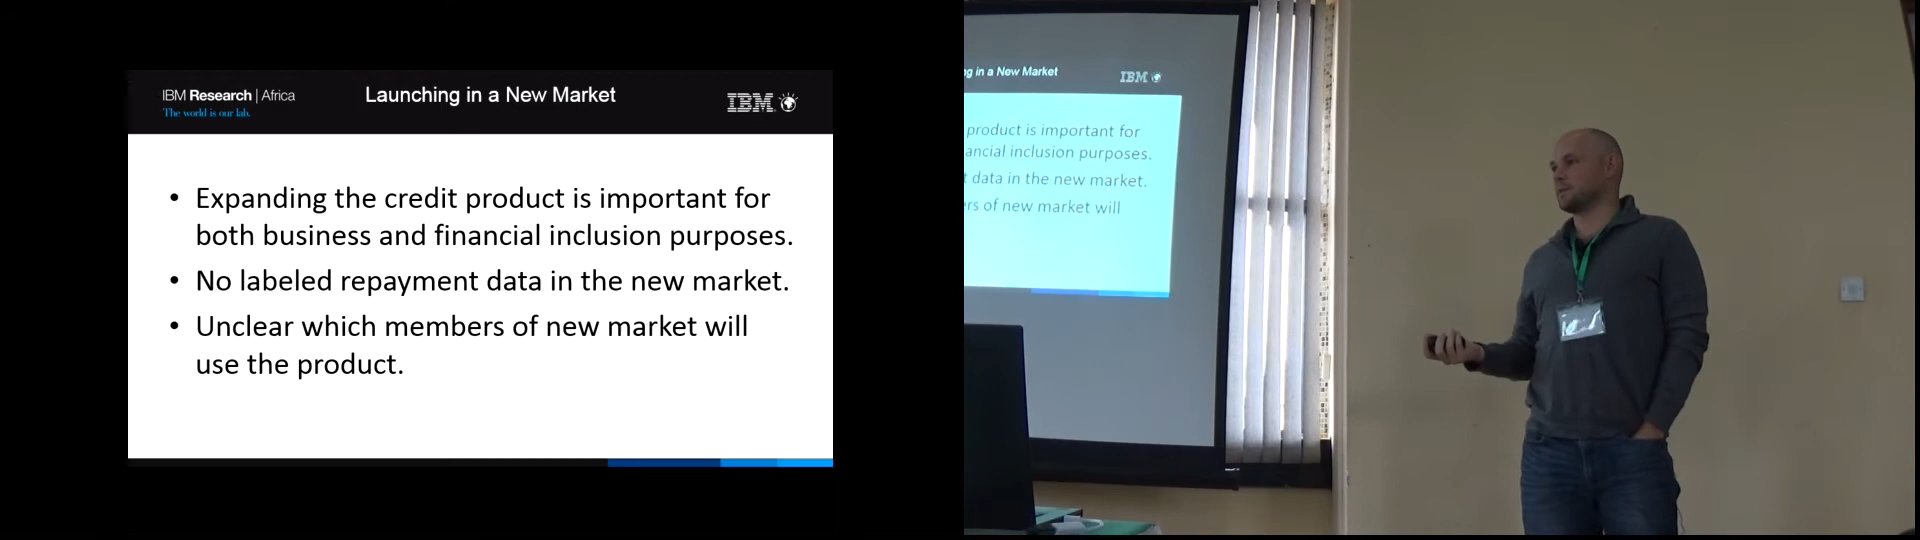 IBM Research | Africa
The world is our lab.
Launching in a New Market
IBM
• Expanding the credit product is important for
both business and financial inclusion purposes.
• No labeled repayment data in the new market.
• Unclear which members of new market will
use the product.
ng in a New Market
IBM
product is important for
ancial inclusion purposes.
t data in the new market.
ers of new market will